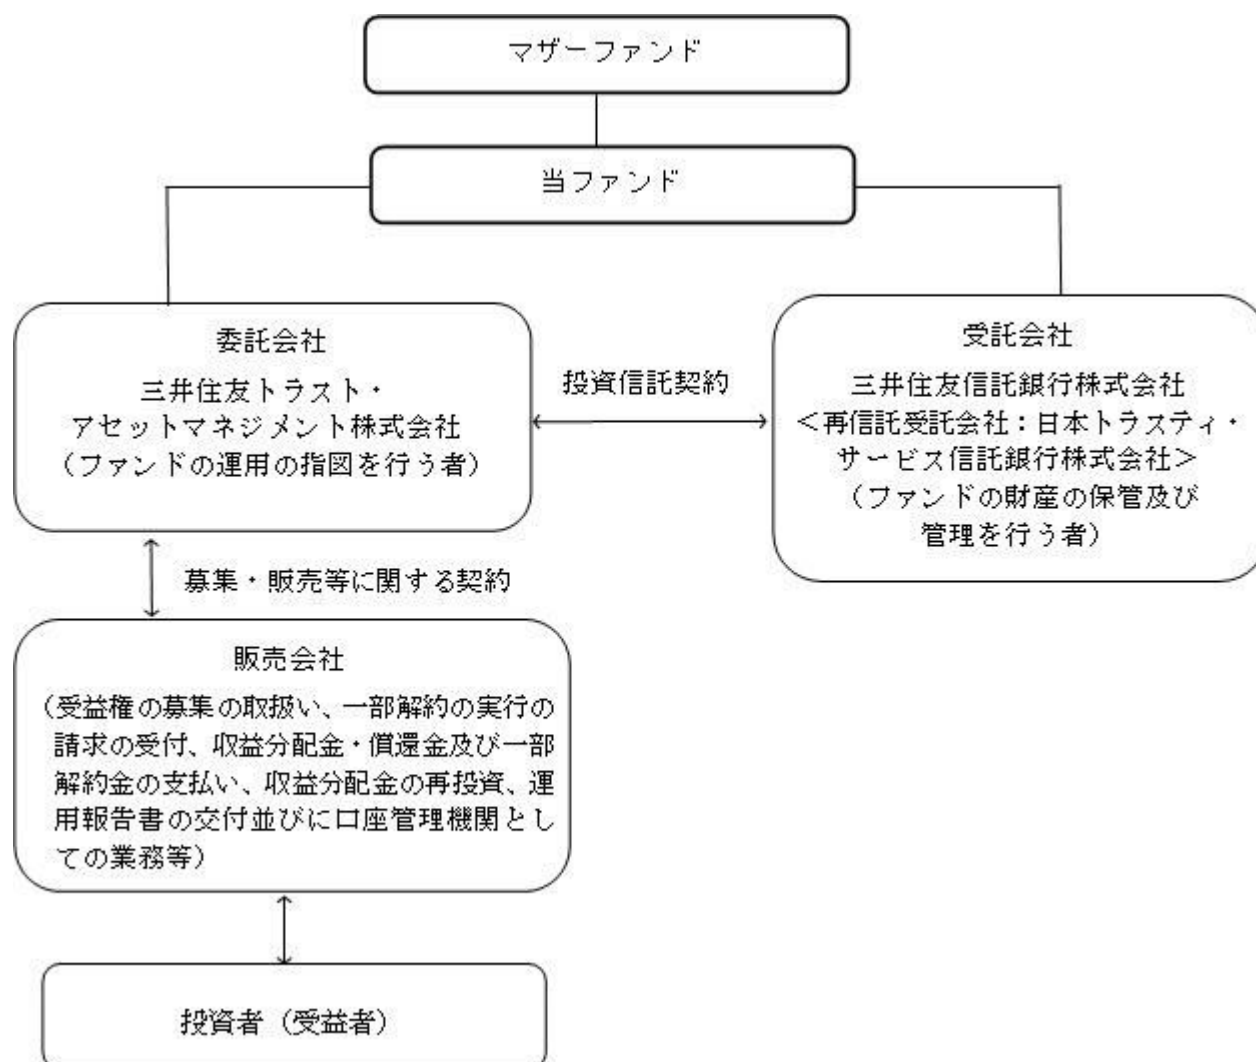 マザーファンド
当ファンド
委託会社
三井住友トラスト・
アセットマネジメント株式会社
（ファンドの運用の指図を行う者）
投資信託契約
受託会社
三井住友信託銀行株式会社
＜再信託受託会社：日本トラスティ・
サービス信託銀行株式会社＞
（ファンドの財産の保管及び
管理を行う者）
募集・販売等に関する契約
販売会社
（受益権の募集の取扱い、一部解約の実行の
請求の受付、収益分配金・償還金及び一部
解約金の支払い、収益分配金の再投資、運
用報告書の交付並びに口座管理機関とし
ての業務等）
投資者（受益者）